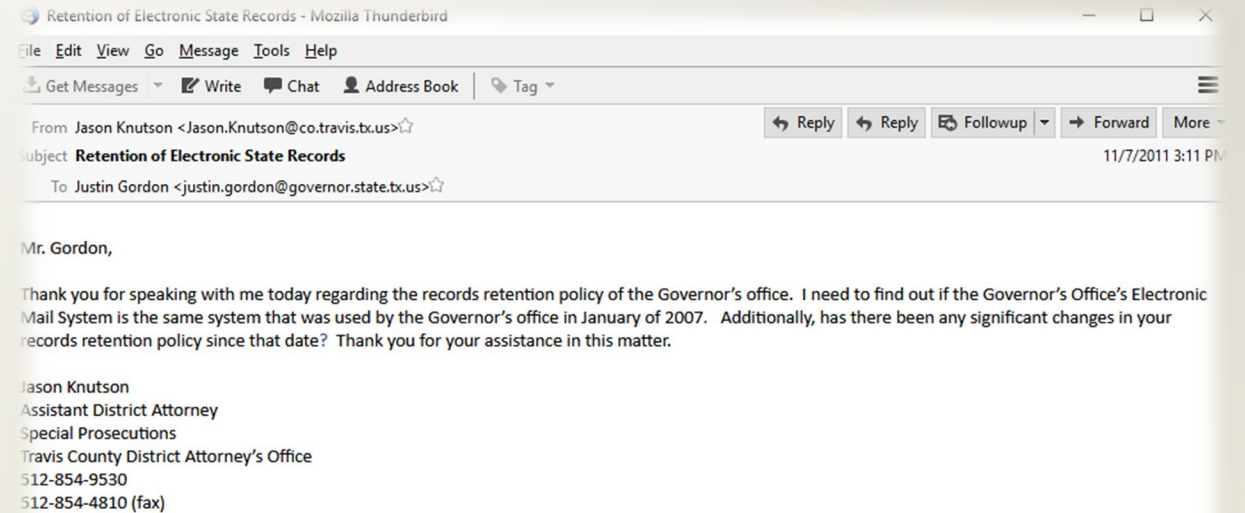 Retention of Electronic State Records - Mozilla Thunderbird
File Edit View Go Message Tools Help
Get Messages Write Chat Address Book Tag
From Jason Knutson <Jason.Knutson@co.travis.tx.us> Reply Reply Followup Forward More
Subject Retention of Electronic State Records 11/7/2011 3:11 PM
To Justin Gordon <justin.gordon@governor.state.tx.us>
Mr. Gordon,
Thank you for speaking with me today regarding the records retention policy of the Governor's office. I need to find out if the Governor's Office's Electronic
Mail System is the same system that was used by the Governor's office in January of 2007. Additionally, has there been any significant changes in your
records retention policy since that date? Thank you for your assistance in this matter.
Jason Knutson
Assistant District Attorney
Special Prosecutions
Travis County District Attorney's Office
512-854-9530
512-854-4810 (fax)